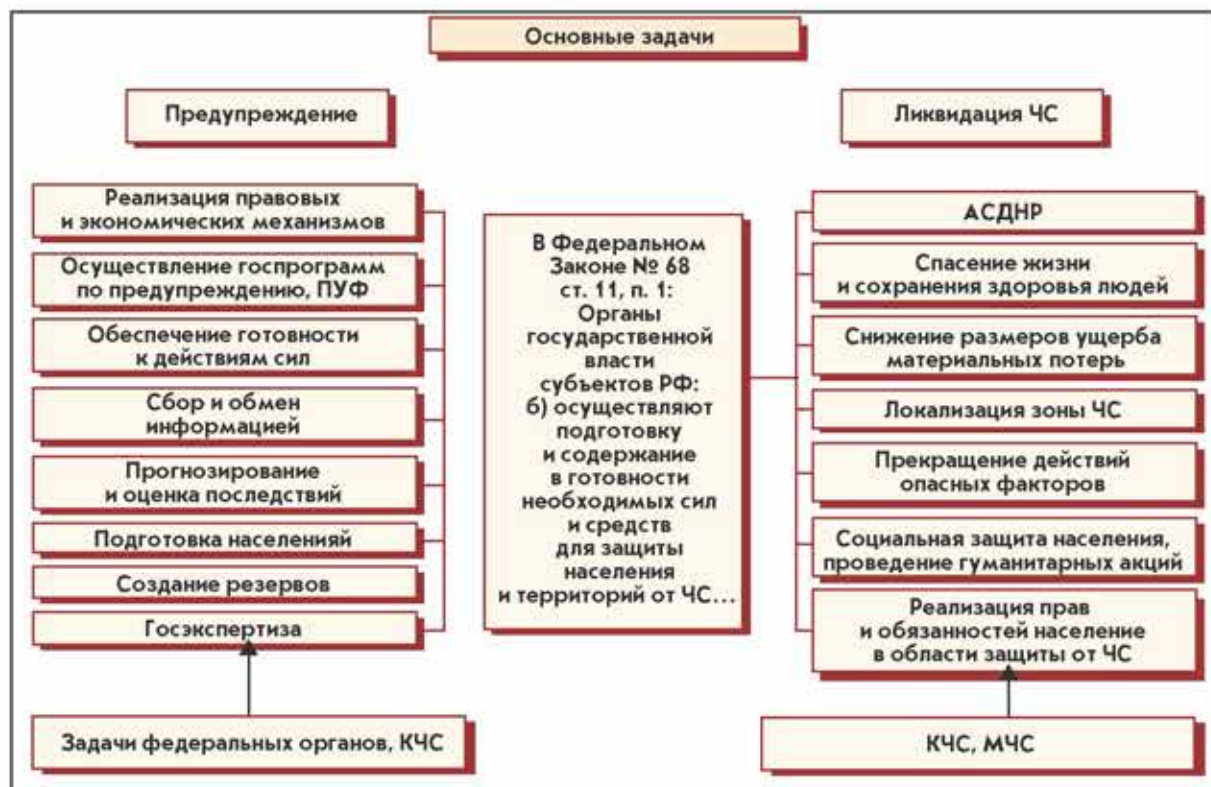 Основные задачи
Предупреждение
Ликвидация ЧС
Реализация правовых
и экономических механизмов
Осуществление госпрограмм
по предупреждению, ПУФ
Обеспечение готовности
к действиям сил
Сбор и обмен
информацией
Прогнозирование
и оценка последствий
Подготовка населенияй
Создание резервов
Госэкспертиза
Задачи федеральных органов, КЧС
В Федеральном
Законе № 68
ст. 11, п. 1:
Органы
государственной
власти
субъектов РФ:
б) осуществляют
подготовку
и содержание
в готовности
необходимых сил
и средств
для защиты
населения
и территорий от ЧС...
АСДНР
Спасение жизни
и сохранения здоровья людей
Снижение размеров ущерба
материальных потерь
Локализация зоны ЧС
Прекращение действий
опасных факторов
Социальная защита населения,
проведение гуманитарных акций
Реализация прав
и обязанностей население
в области защиты от ЧС
КЧС, МЧС